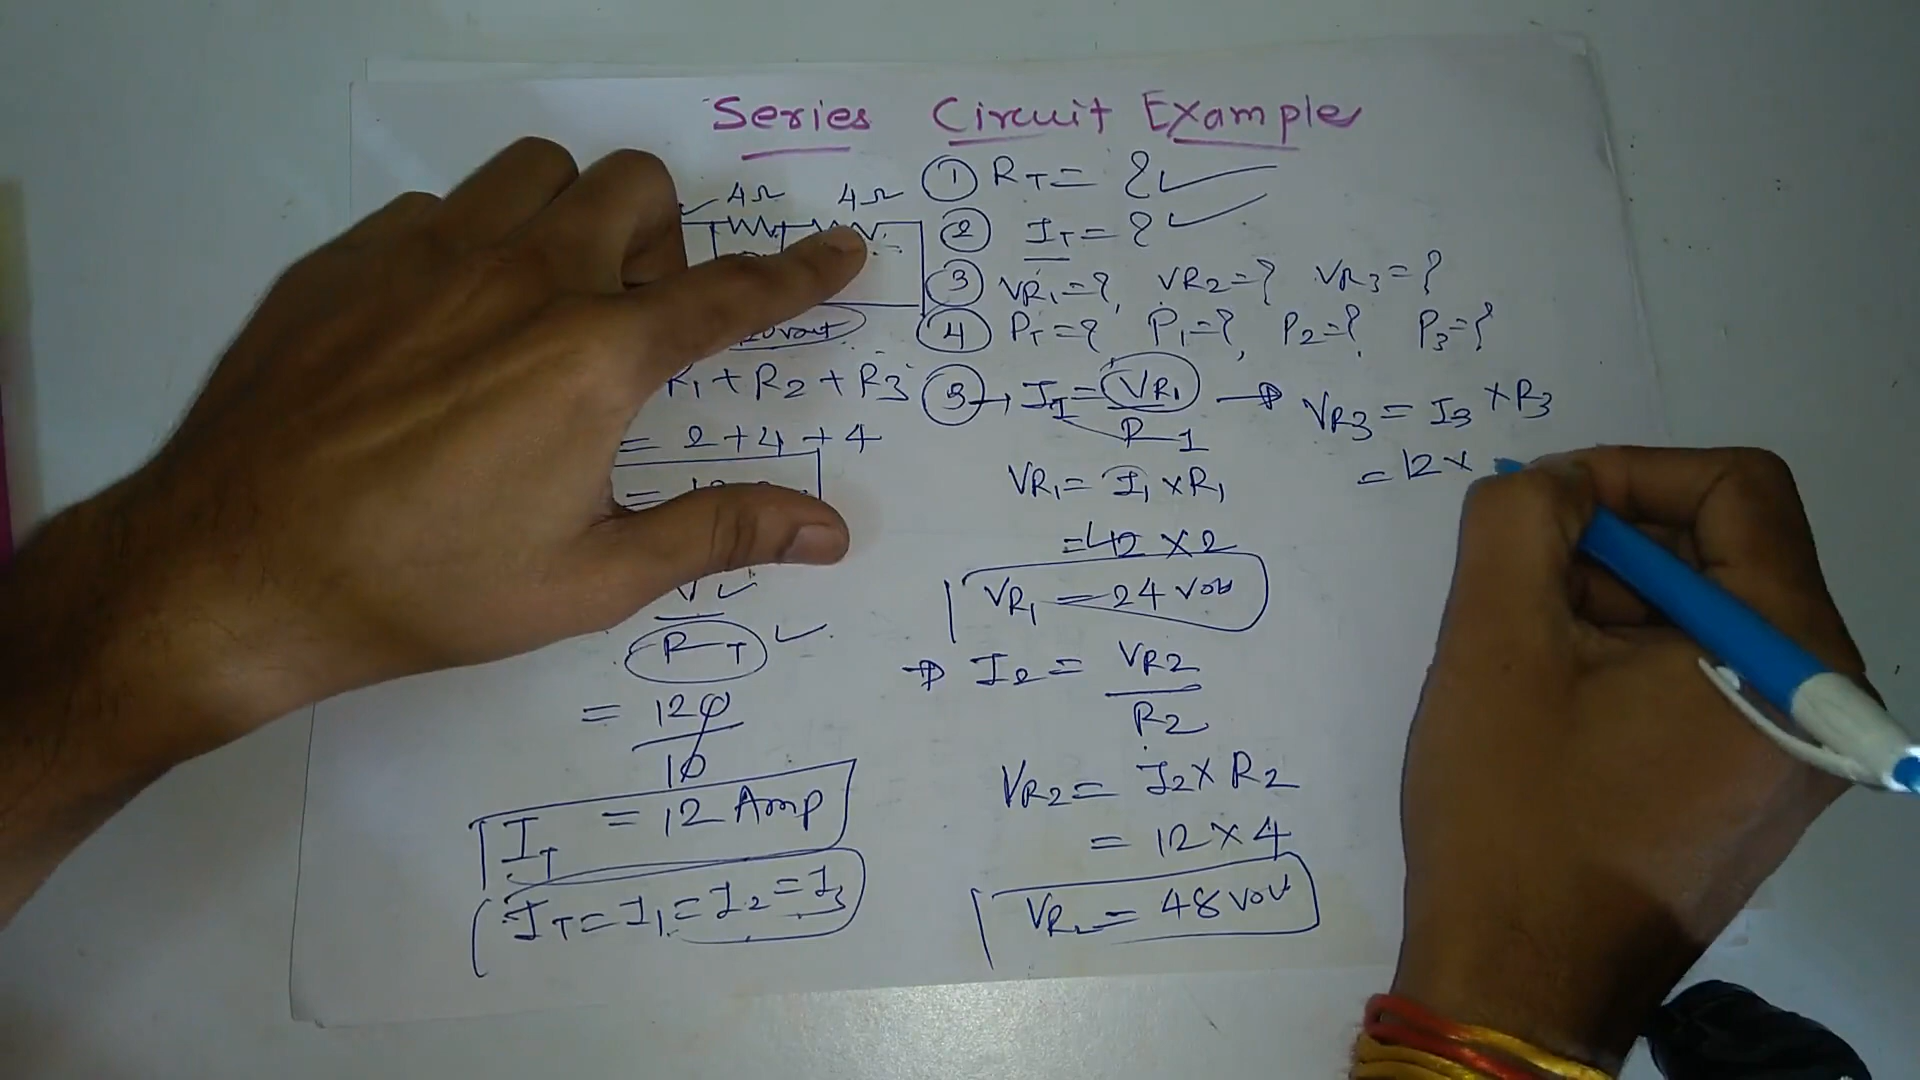 Series Circuit Example
4Ω 4Ω
R1+R2+R3
= 2+4+4
RT
= 120
10
IT = 12 Amp
IT=I1=I2=I3
① RT= ?
② IT= ?
③ VR1=?, VR2=? VR3=?
④ PT=? P1=?, P2=?, P3=?
③→ I1= VR1
R1
VR1= I1×R1
=12 ×2
VR1 = 24 Volt
→ I2 = VR2
R2
VR2= I2×R2
= 12×4
= 48 Volt
→ VR3 = I3×R3
= 12×